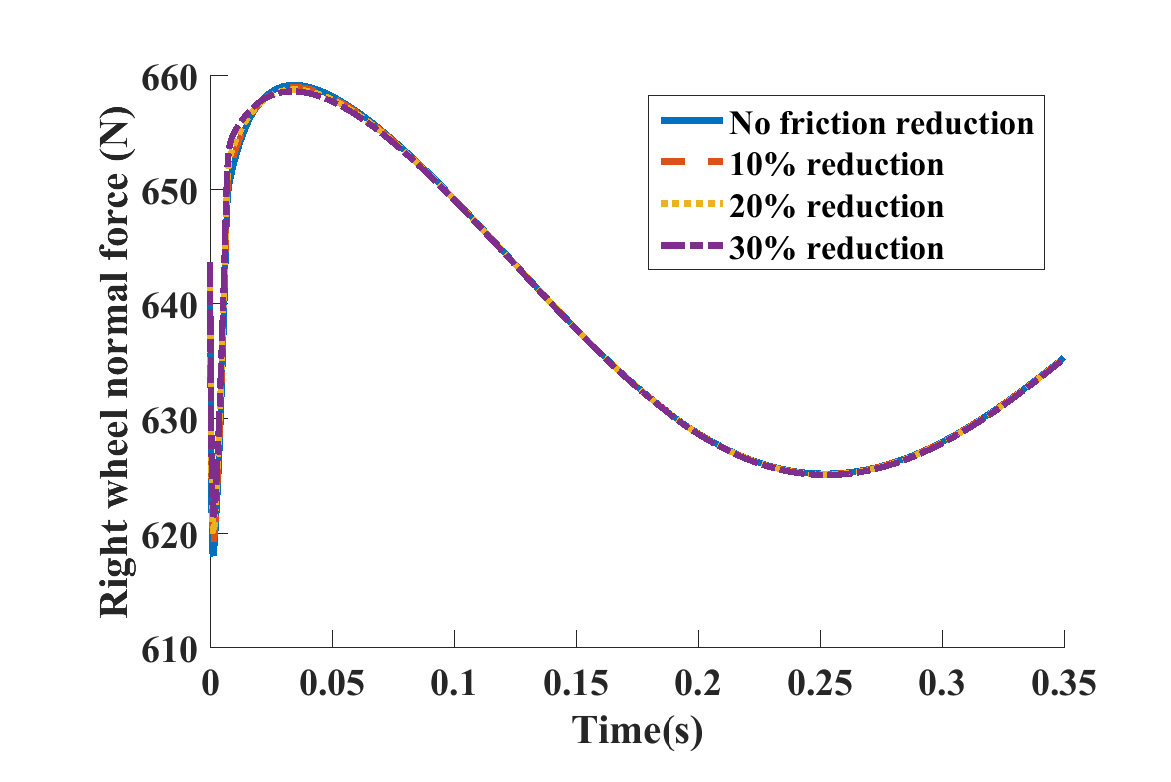 Right wheel normal force (N)
660
650
640
630
620
610
0
0.05
0.1
0.15
0.2
0.25
0.3
0.35
Time(s)
No friction reduction
10% reduction
20% reduction
30% reduction